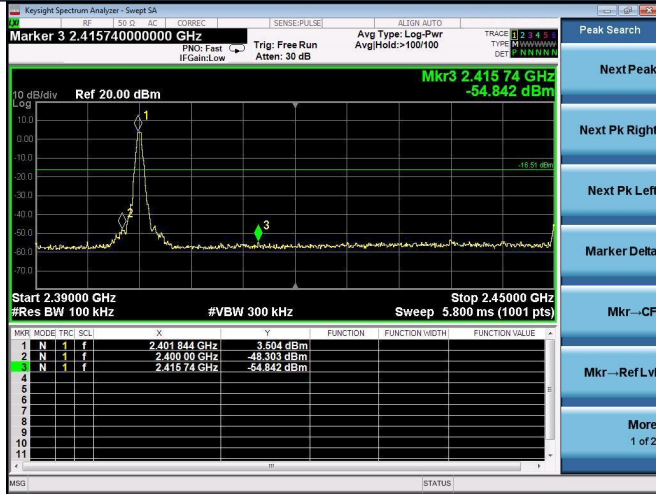 Keysight Spectrum Analyzer - Swept SA
RF 50 Ω AC CORREC SENSE:PULSE ALIGN AUTO
Marker 3 2.415740000000 GHz
PNO: Fast
IFGain:Low
Trig: Free Run
Atten: 30 dB
Avg Type: Log-Pwr
Avg|Hold:>100/100
TRACE 1 2 3 4 5 6
TYPE M W W W W W
DET P N N N N N
Peak Search
Mkr3 2.415 74 GHz
-54.842 dBm
10 dB/div Ref 20.00 dBm
Log
10.0
0.00
-10.0
-20.0
-30.0
-40.0
-50.0
-60.0
-70.0
1
2
3
-16.51 dBm
Start 2.39000 GHz Stop 2.45000 GHz
#Res BW 100 kHz #VBW 300 kHz Sweep 5.800 ms (1001 pts)
MKR MODE TRC SCL X Y FUNCTION FUNCTION WIDTH FUNCTION VALUE
1 N 1 f 2.401 844 GHz 3.504 dBm
2 N 1 f 2.400 00 GHz -48.303 dBm
3 N 1 f 2.415 74 GHz -54.842 dBm
4
5
6
7
8
9
10
11
MSG STATUS
Next Peak
Next Pk Right
Next Pk Left
Marker Delta
Mkr→CF
Mkr→Ref Lvl
More
1 of 2